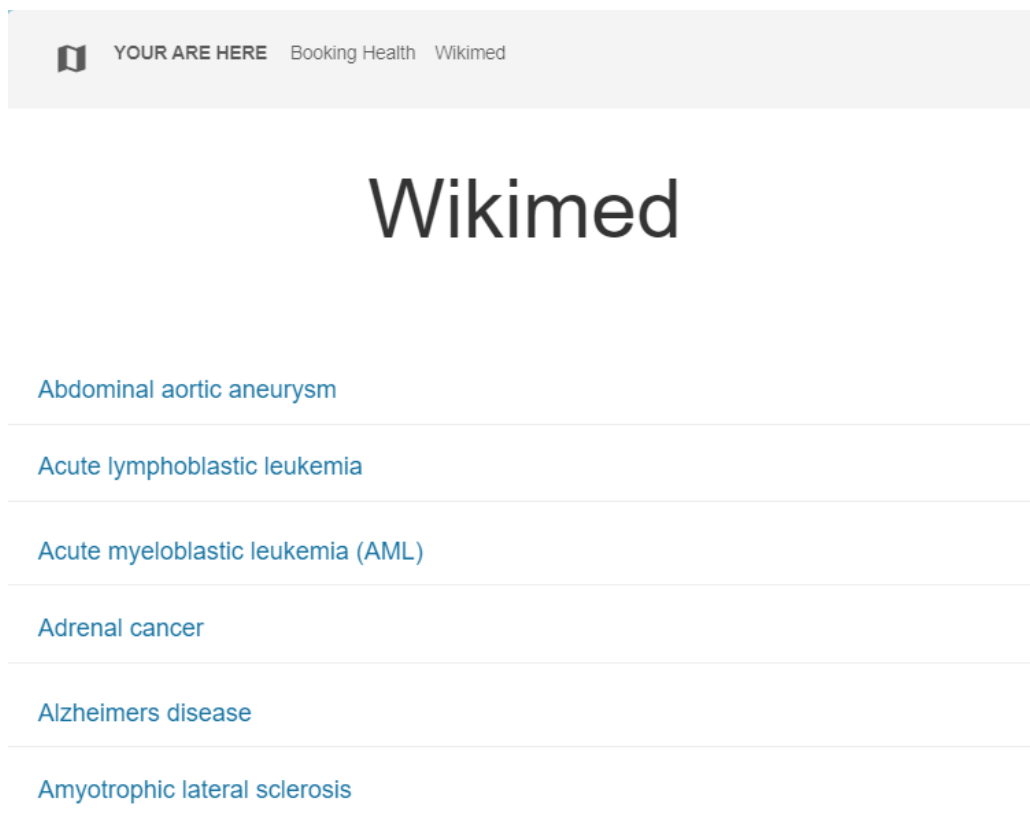 YOUR ARE HERE Booking Health Wikimed
Wikimed
Abdominal aortic aneurysm
Acute lymphoblastic leukemia
Acute myeloblastic leukemia (AML)
Adrenal cancer
Alzheimers disease
Amyotrophic lateral sclerosis